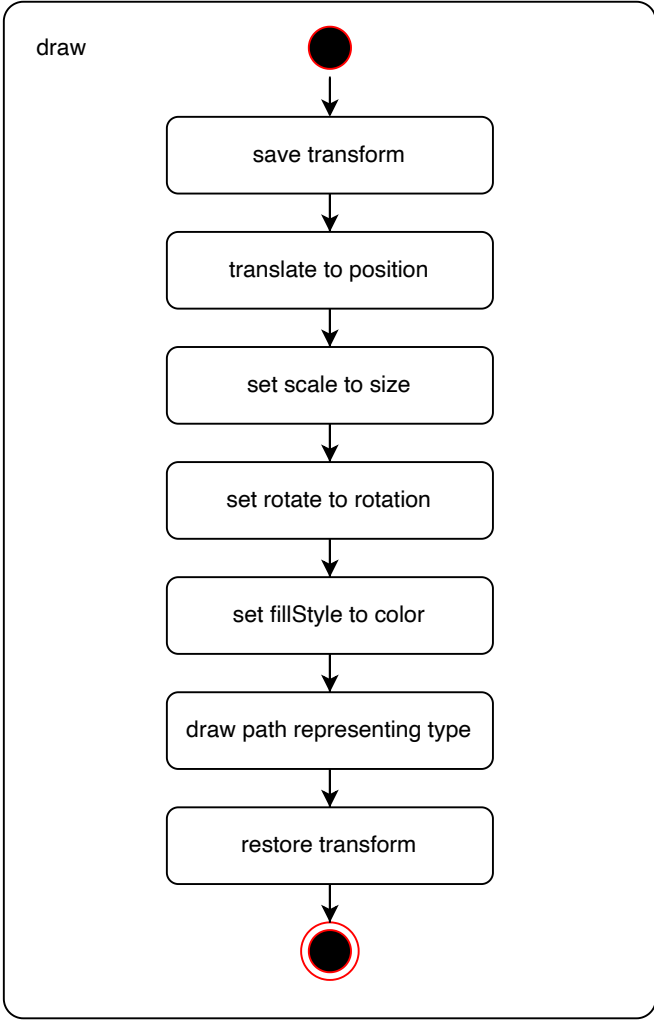 draw
save transform
translate to position
set scale to size
set rotate to rotation
set fillStyle to color
draw path representing type
restore transform